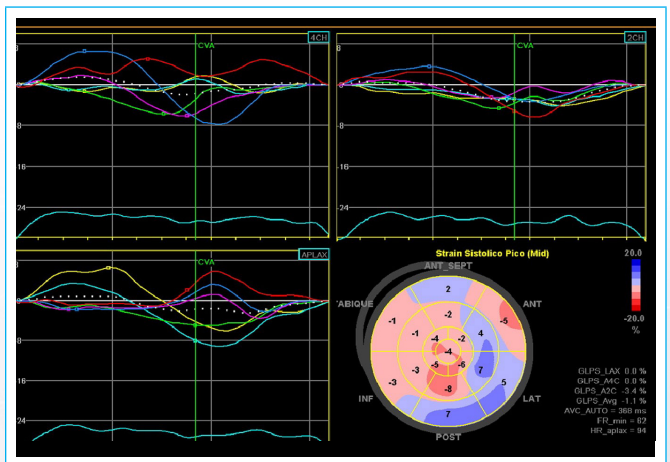 4CH
CVA
8
-8
-16
-24
2CH
CVA
8
-8
-16
-24
APLAX
CVA
8
8
24
Strain Sistolico Pico (Mid)
20.0
-20.0
%
ANT_SEPT
TABIQUE
ANT
INF
LAT
POST
2
-1
-2
-5
-1
-4
-2
4
-4
-3
-5
-6
7
-3
-8
5
7
GLPS_LAX 0.0 %
GLPS_A4C 0.0 %
GLPS_A2C -3.4 %
GLPS_Avg -1.1 %
AVC_AUTO = 368 ms
FR_min = 62
HR_aplax = 94